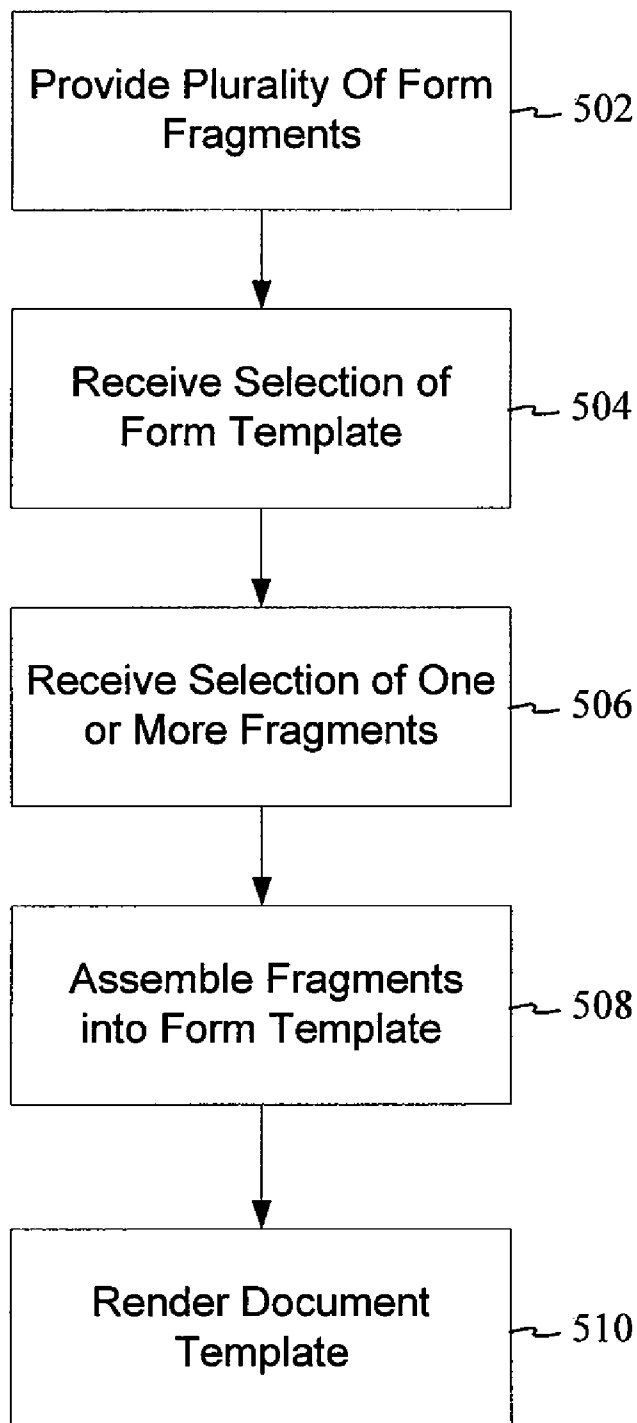 Provide Plurality Of Form
Fragments
502
Receive Selection of
Form Template
504
Receive Selection of One
or More Fragments
506
Assemble Fragments
into Form Template
508
Render Document
Template
510